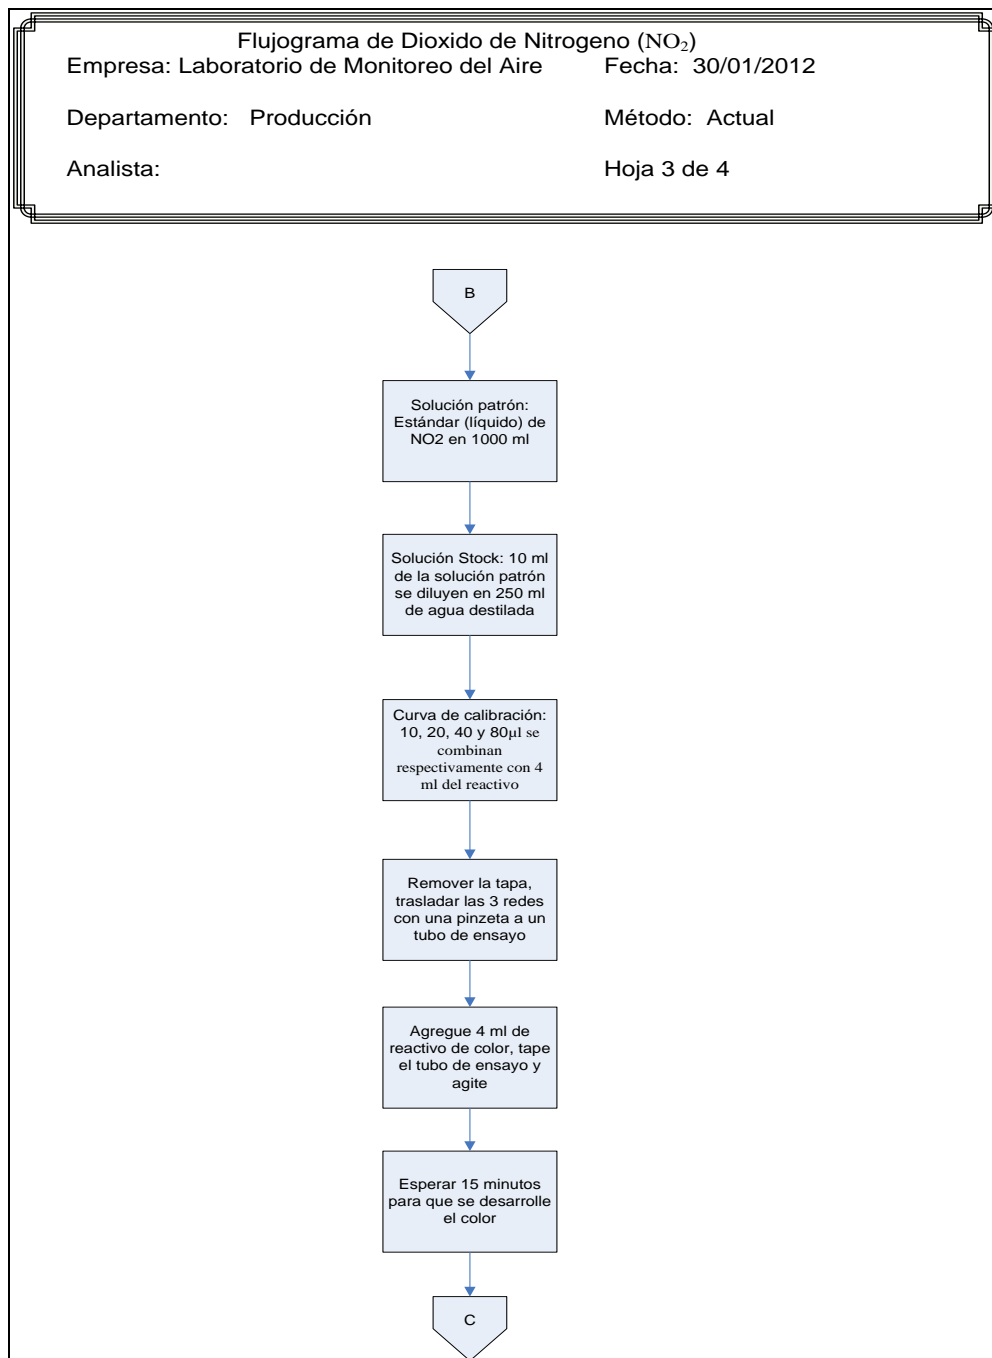 Flujograma de Dioxido de Nitrogeno (NO₂)
Empresa: Laboratorio de Monitoreo del Aire Fecha: 30/01/2012
Departamento: Producción Método: Actual
Analista: Hoja 3 de 4
B
Solución patrón:
Estándar (líquido) de
NO2 en 1000 ml
Solución Stock: 10 ml
de la solución patrón
se diluyen en 250 ml
de agua destilada
Curva de calibración:
10, 20, 40 y 80µl se
combinan
respectivamente con 4
ml del reactivo
Remover la tapa,
trasladar las 3 redes
con una pinzeta a un
tubo de ensayo
Agregue 4 ml de
reactivo de color, tape
el tubo de ensayo y
agite
Esperar 15 minutos
para que se desarrolle
el color
C